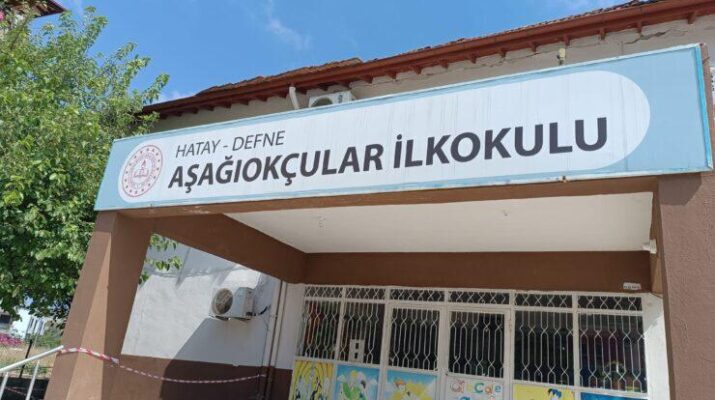 HATAY - DEFNE
AŞAĞIOKÇULAR İLKOKULU